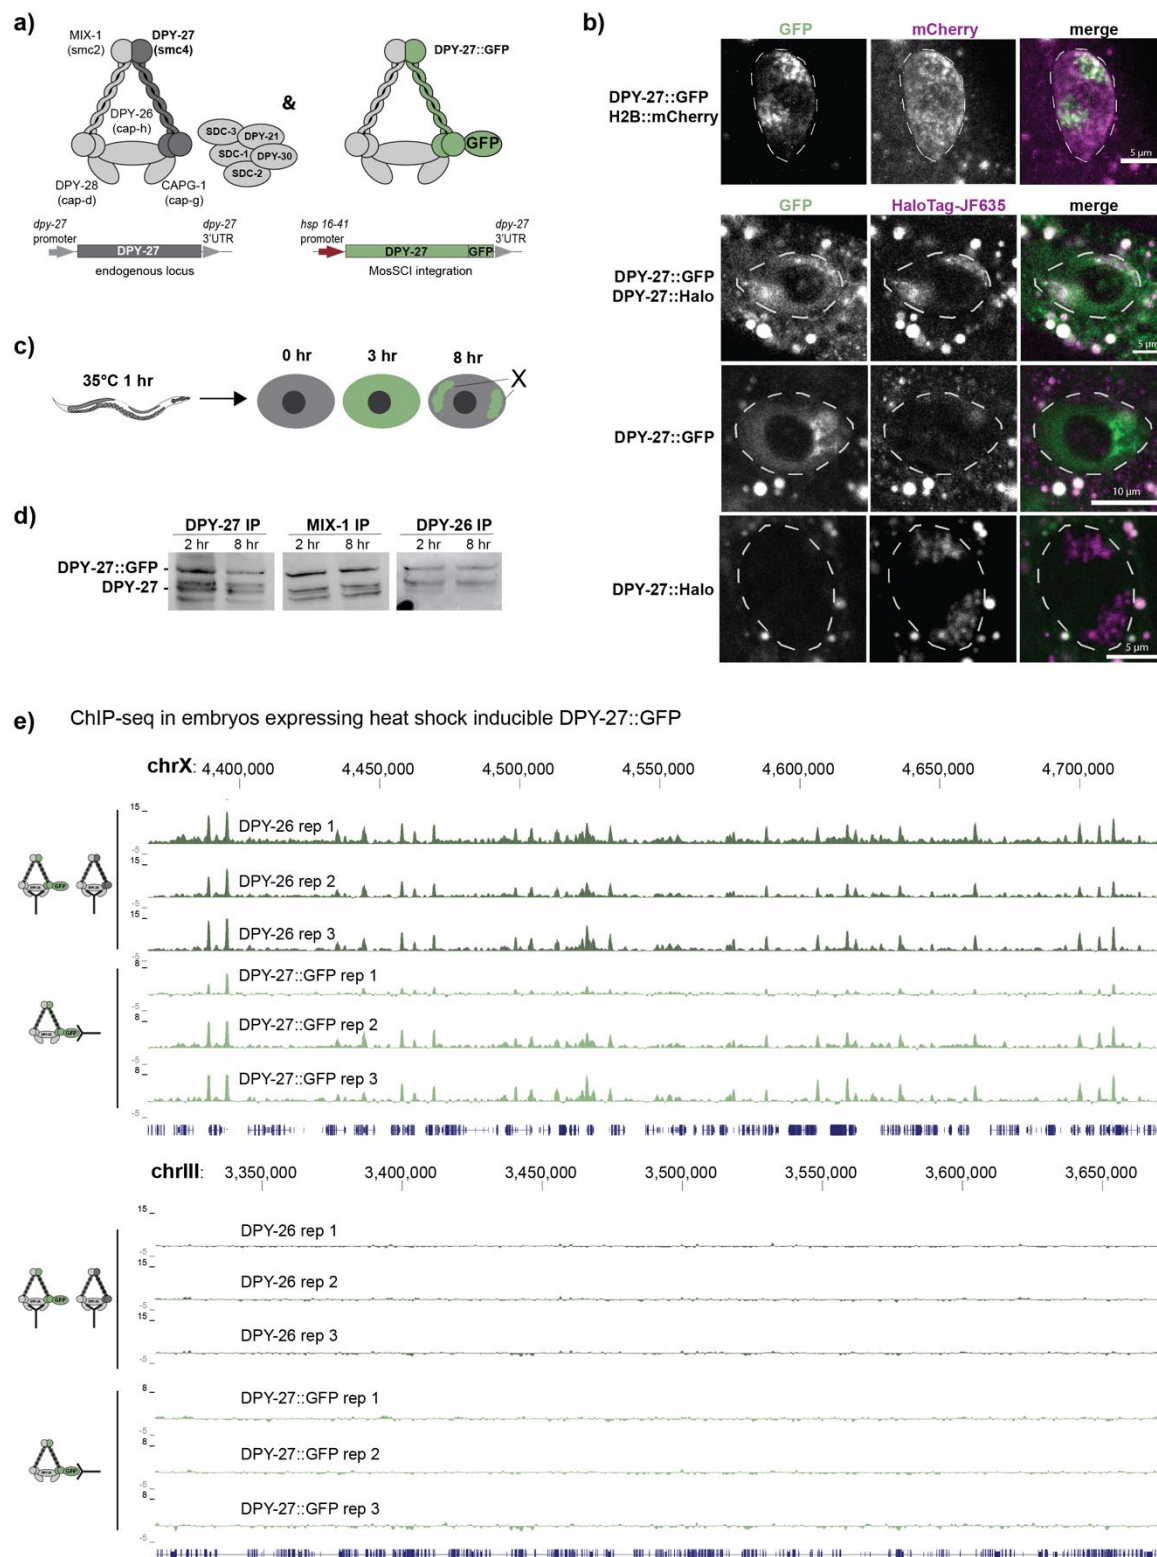 a)
MIX-1
(smc2)
DPY-27
(smc4)
DPY-27::GFP
DPY-26
(cap-h)
&
SDC-3
DPY-21
SDC-1
DPY-30
SDC-2
GFP
DPY-28
(cap-d)
CAPG-1
(cap-g)
dpy-27
promoter
dpy-27
3'UTR
DPY-27
endogenous locus
hsp 16-41
promoter
dpy-27
3'UTR
DPY-27
GFP
MosSCI integration
b)
GFP
mCherry
merge
DPY-27::GFP
H2B::mCherry
5 µm
GFP
HaloTag-JF635
merge
DPY-27::GFP
DPY-27::Halo
5 µm
DPY-27::GFP
10 µm
DPY-27::Halo
5 µm
c)
35°C 1 hr
0 hr
3 hr
8 hr
X
d)
DPY-27 IP
MIX-1 IP
DPY-26 IP
2 hr
8 hr
2 hr
8 hr
2 hr
8 hr
DPY-27::GFP
DPY-27
e)
ChIP-seq in embryos expressing heat shock inducible DPY-27::GFP
chrX:
4,400,000
4,450,000
4,500,000
4,550,000
4,600,000
4,650,000
4,700,000
15
DPY-26 rep 1
-5
15
DPY-26 rep 2
-5
15
DPY-26 rep 3
-5
8
DPY-27::GFP rep 1
-5
8
DPY-27::GFP rep 2
-5
8
DPY-27::GFP rep 3
-5
GFP
GFP
chrIII:
3,350,000
3,400,000
3,450,000
3,500,000
3,550,000
3,600,000
3,650,000
15
DPY-26 rep 1
-5
15
DPY-26 rep 2
-5
15
DPY-26 rep 3
-5
8
DPY-27::GFP rep 1
-5
8
DPY-27::GFP rep 2
-5
8
DPY-27::GFP rep 3
-5
GFP
GFP